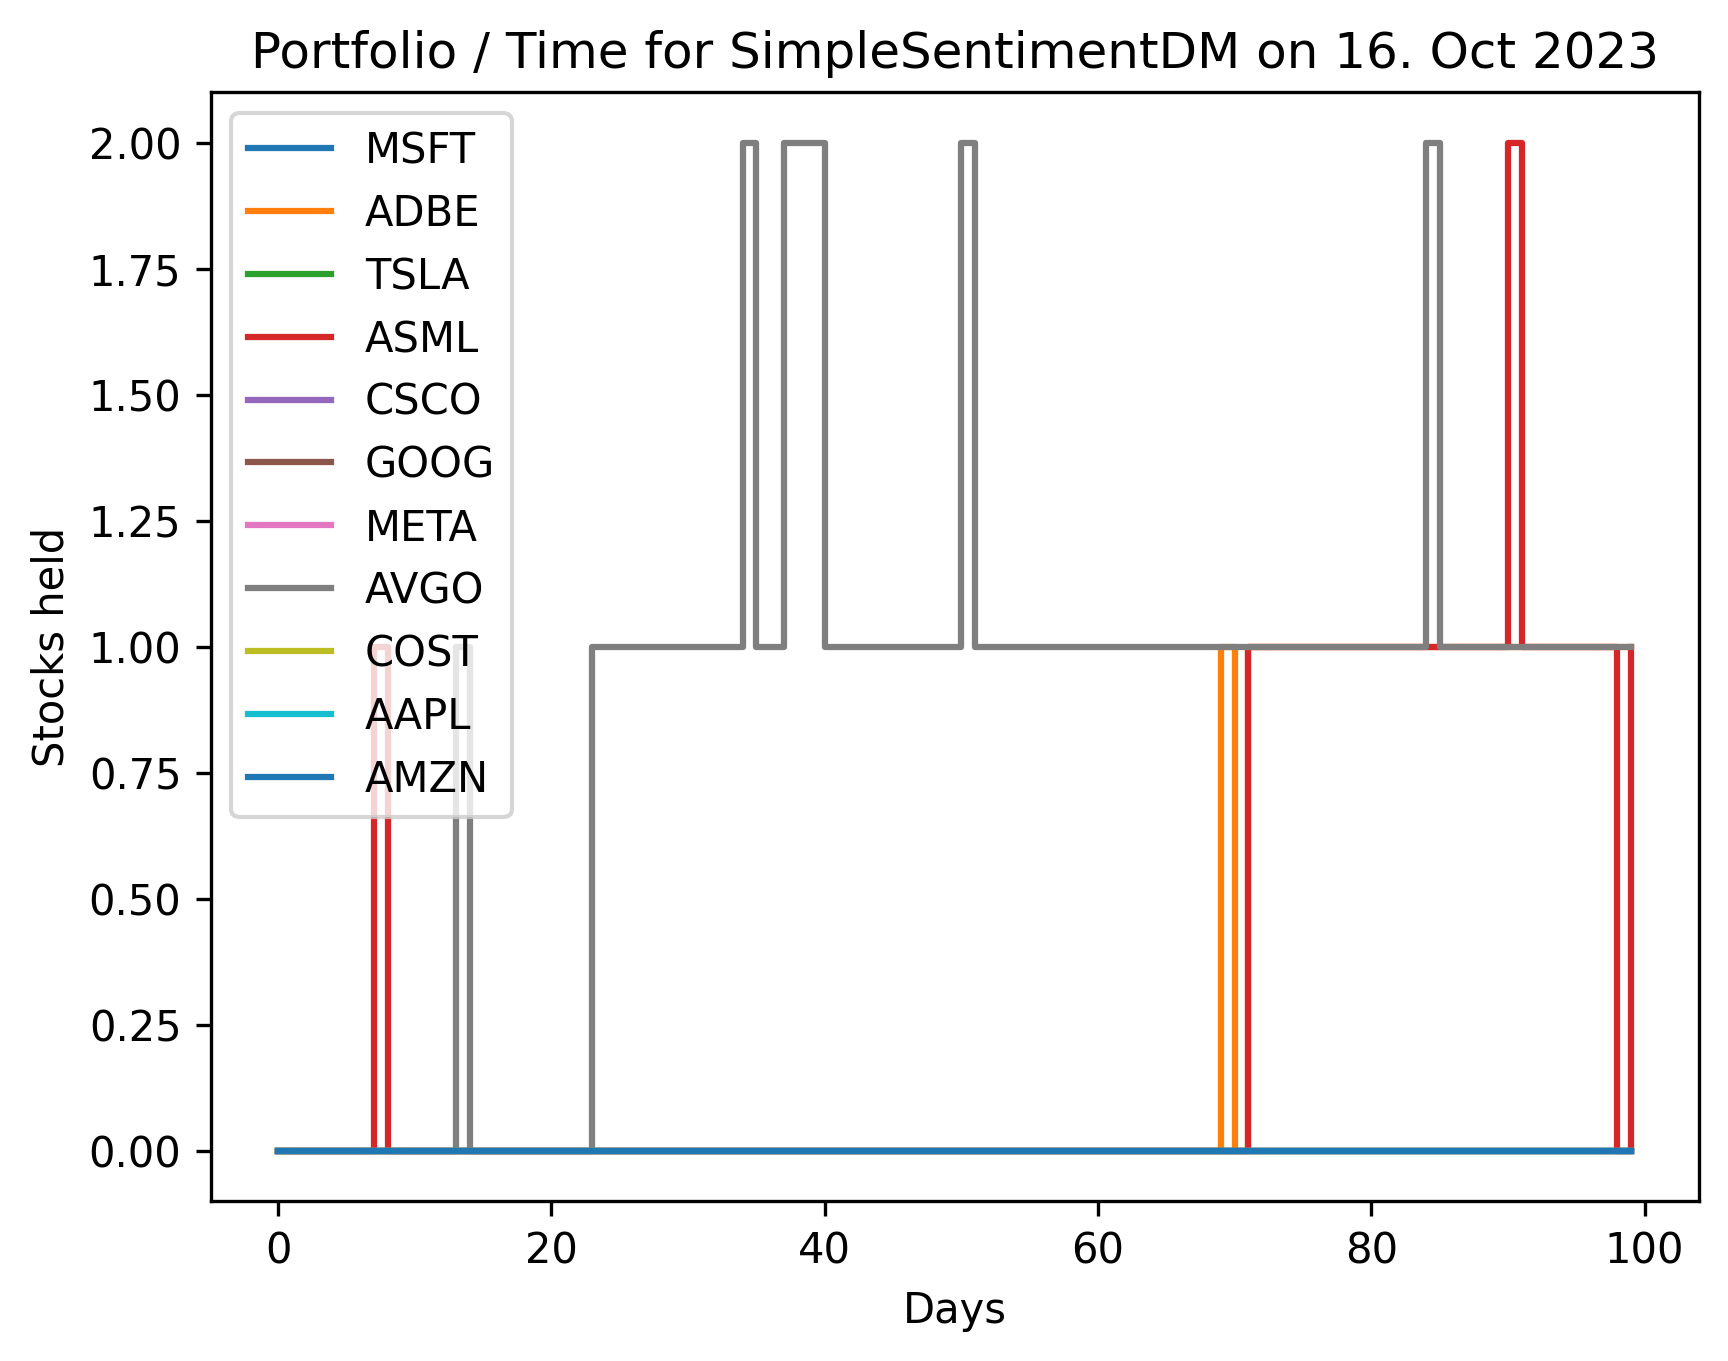 Portfolio / Time for SimpleSentimentDM on 16. Oct 2023
MSFT
ADBE
TSLA
ASML
CSCO
GOOG
META
AVGO
COST
AAPL
AMZN
Stocks held
2.00
1.75
1.50
1.25
1.00
0.75
0.50
0.25
0.00
0
20
40
60
80
100
Days